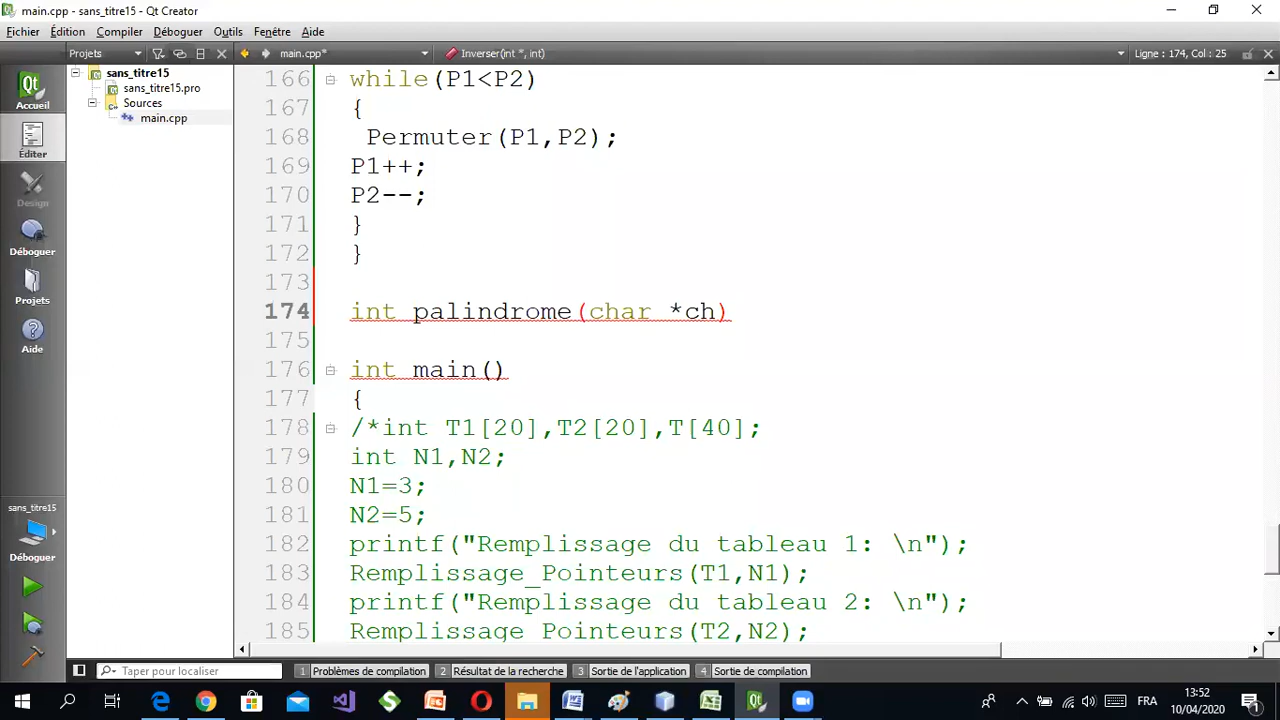 main.cpp - sans_titre15 - Qt Creator
Fichier Édition Compiler Déboguer Outils Fenêtre Aide
Projets main.cpp* Inverser(int *, int) Ligne : 174, Col : 25
Qt
Accueil
Éditer
Design
Déboguer
Projets
Aide
sans_titre15
Déboguer
sans_titre15
sans_titre15.pro
Sources
main.cpp
166 while(P1<P2)
167 {
168 Permuter(P1,P2);
169 P1++;
170 P2--;
171 }
172 }
173
174 int palindrome(char *ch)
175
176 int main()
177 {
178 /*int T1[20],T2[20],T[40];
179 int N1,N2;
180 N1=3;
181 N2=5;
182 printf("Remplissage du tableau 1: \n");
183 Remplissage_Pointeurs(T1,N1);
184 printf("Remplissage du tableau 2: \n");
185 Remplissage_Pointeurs(T2,N2);
Taper pour localiser 1 Problèmes de compilation 2 Résultat de la recherche 3 Sortie de l'application 4 Sortie de compilation
FRA 13:52
10/04/2020